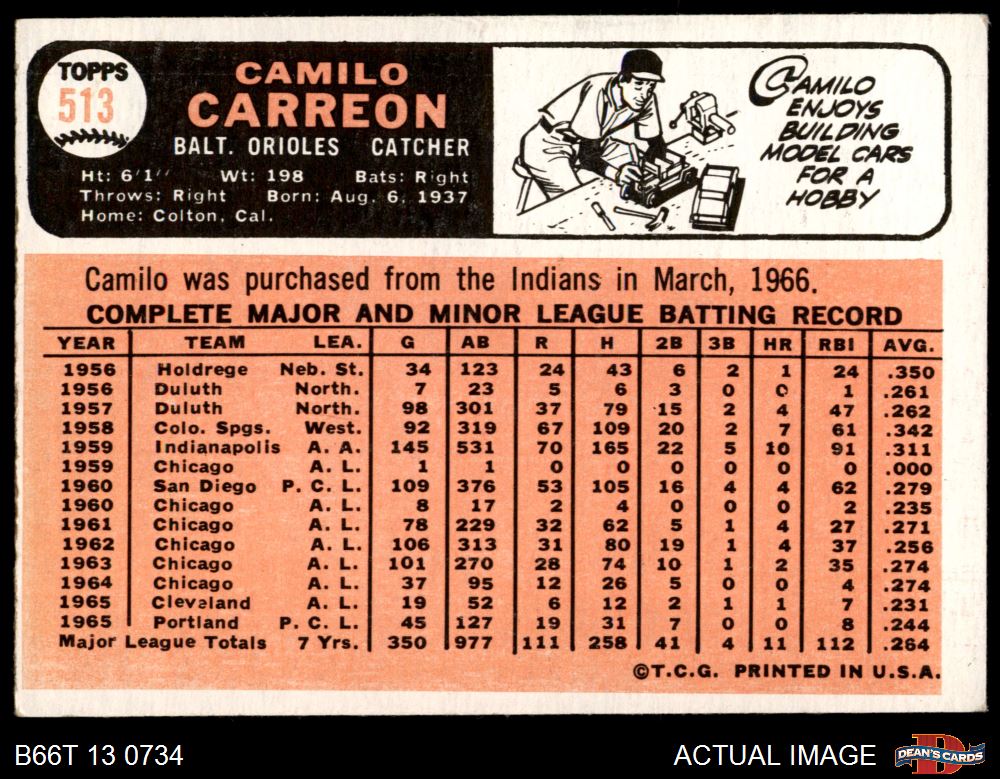 TOPPS
513
CAMILO
CARREON
BALT. ORIOLES CATCHER
Ht: 6'1" Wt: 198 Bats: Right
Throws: Right Born: Aug. 6, 1937
Home: Colton, Cal.
CAMILO
ENJOYS
BUILDING
MODEL CARS
FOR A
HOBBY
Camilo was purchased from the Indians in March, 1966.
COMPLETE MAJOR AND MINOR LEAGUE BATTING RECORD
YEAR TEAM LEA. G AB R H 2B 3B HR RBI AVG.
1956 Holdrege Neb. St. 34 123 24 43 6 2 1 24 .350
1956 Duluth North. 7 23 5 6 3 0 0 1 .261
1957 Duluth North. 98 301 37 79 15 2 4 47 .262
1958 Colo. Spgs. West. 92 319 67 109 20 2 7 61 .342
1959 Indianapolis A. A. 145 531 70 165 22 5 10 91 .311
1959 Chicago A. L. 1 1 0 0 0 0 0 0 .000
1960 San Diego P. C. L. 109 376 53 105 16 4 4 62 .279
1960 Chicago A. L. 8 17 2 4 0 0 0 2 .235
1961 Chicago A. L. 78 229 32 62 5 1 4 27 .271
1962 Chicago A. L. 106 313 31 80 19 1 4 37 .256
1963 Chicago A. L. 101 270 28 74 10 1 2 35 .274
1964 Chicago A. L. 37 95 12 26 5 0 0 4 .274
1965 Cleveland A. L. 19 52 6 12 2 1 1 7 .231
1965 Portland P. C. L. 45 127 19 31 7 0 0 8 .244
Major League Totals 7 Yrs. 350 977 111 258 41 4 11 112 .264
©T.C.G. PRINTED IN U.S.A.
B66T 13 0734 ACTUAL IMAGE
DEAN'S CARDS